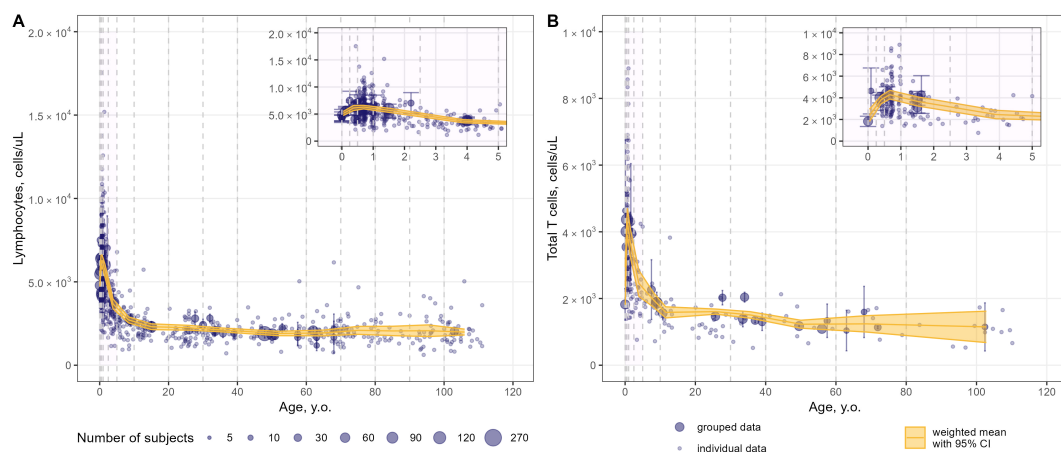 A
Lymphocytes, cells/uL
2.0 × 10⁴
1.5 × 10⁴
1.0 × 10⁴
5.0 × 10³
0
0 20 40 60 80 100 120
Age, y.o.
2.0 × 10⁴
1.5 × 10⁴
1.0 × 10⁴
5.0 × 10³
0
0 1 2 3 4 5
B
Total T cells, cells/uL
1 × 10⁴
8 × 10³
6 × 10³
4 × 10³
2 × 10³
0
0 20 40 60 80 100 120
Age, y.o.
1 × 10⁴
8 × 10³
6 × 10³
4 × 10³
2 × 10³
0
0 1 2 3 4 5
Number of subjects 5 10 30 60 90 120 270
grouped data
individual data
weighted mean
with 95% CI